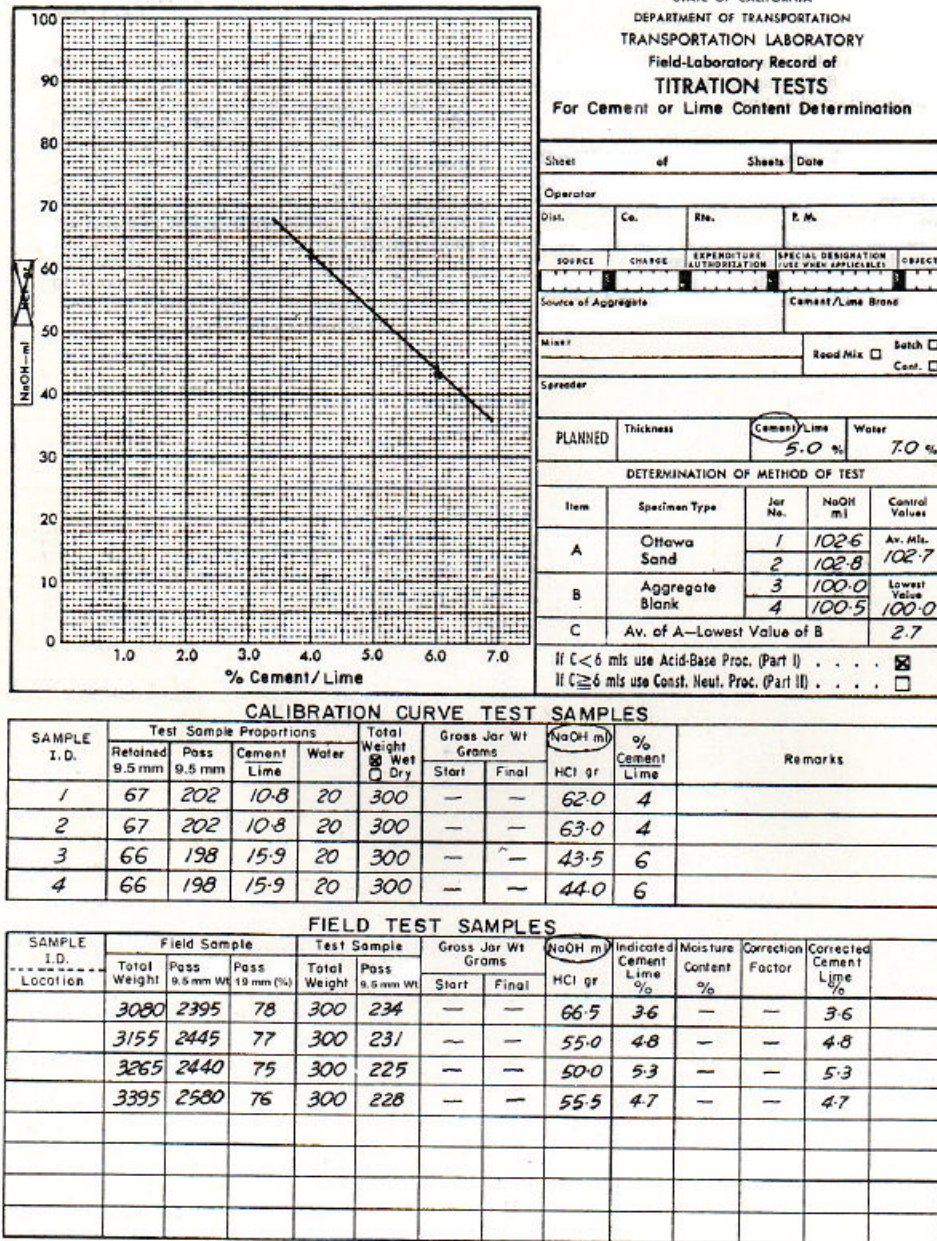 STATE OF CALIFORNIA
DEPARTMENT OF TRANSPORTATION
TRANSPORTATION LABORATORY
Field-Laboratory Record of
TITRATION TESTS
For Cement or Lime Content Determination
100
90
80
70
60
50
40
30
20
10
0
1.0 2.0 3.0 4.0 5.0 6.0 7.0
% Cement/Lime
NaOH—ml
Sheet of Sheets Date
Operator
Dist. Co. Rte. P. M.
SOURCE CHARGE EXPENDITURE AUTHORIZATION SPECIAL DESIGNATION (USE WHEN APPLICABLE) OBJECT
Source of Aggregate Cement/Lime Brand
Mixer Road Mix Batch
Cont.
Spreader
PLANNED Thickness Cement/Lime Water
5.0 % 7.0 %
DETERMINATION OF METHOD OF TEST
Item Specimen Type Jar No. NaOH ml Control Values
A Ottawa Sand 1 102.6 Av. Mls.
2 102.8 102.7
B Aggregate Blank 3 100.0 Lowest Value
4 100.5 100.0
C Av. of A—Lowest Value of B 2.7
If C<6 mls use Acid-Base Proc. (Part I) . . . . ☒
If C≧6 mls use Const. Neut. Proc. (Part II) . . . . ☐
CALIBRATION CURVE TEST SAMPLES
SAMPLE I.D. Test Sample Proportions Total Weight ☒ Wet ☐ Dry Gross Jar Wt Grams NaOH ml HCl gr % Cement Lime Remarks
Retained 9.5 mm Pass 9.5 mm Cement Lime Water Start Final
1 67 202 10.8 20 300 — — 62.0 4
2 67 202 10.8 20 300 — — 63.0 4
3 66 198 15.9 20 300 — — 43.5 6
4 66 198 15.9 20 300 — — 44.0 6
FIELD TEST SAMPLES
SAMPLE I.D. Location Field Sample Test Sample Gross Jar Wt Grams NaOH ml HCl gr Indicated Cement Lime % Moisture Content % Correction Factor Corrected Cement Lime %
Total Weight Pass 9.5 mm Wt Pass 19 mm (%) Total Weight Pass 9.5 mm Wt Start Final
3080 2395 78 300 234 — — 66.5 3.6 — — 3.6
3155 2445 77 300 231 — — 55.0 4.8 — — 4.8
3265 2440 75 300 225 — — 50.0 5.3 — — 5.3
3395 2580 76 300 228 — — 55.5 4.7 — — 4.7